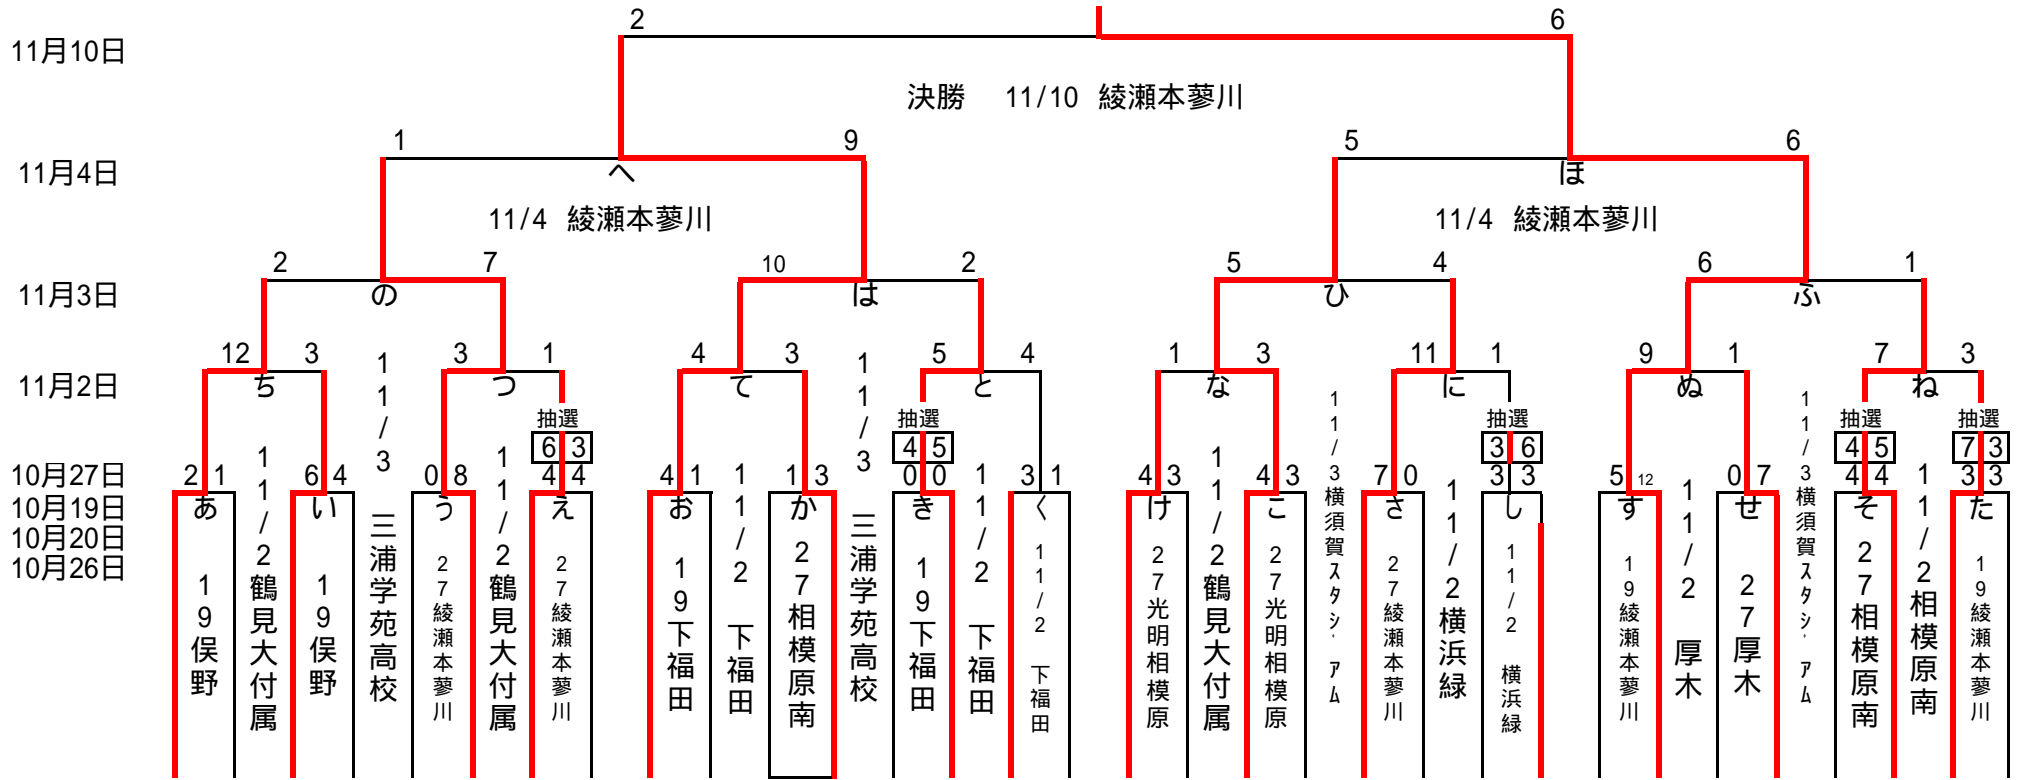 2 6
11月10日
決勝 11/10 綾瀬本蓼川
1 9 5 6
11月4日 へ ほ
11/4 綾瀬本蓼川 11/4 綾瀬本蓼川
2 7 10 2 5 4 6 1
11月3日 の は ひ ふ
12 3 3 1 4 3 5 4 1 3 11 1 9 1 7 3
11月2日 ち つ て と な に ぬ ね
抽選 抽選 抽選 抽選 抽選
6 3 4 5 3 6 4 5 7 3
10月27日 2 1 6 4 0 8 4 4 4 1 1 3 0 0 3 1 4 3 4 3 7 0 3 3 5 12 0 7 4 4 3 3
10月19日 あ い う え お か き く け こ さ し す せ そ た
10月20日
10月26日
19俣野
11/2鶴見大付属
19俣野
11/3 三浦学苑高校
27綾瀬本蓼川
11/2鶴見大付属
27綾瀬本蓼川
19下福田
11/2 下福田
27相模原南
11/3 三浦学苑高校
19下福田
11/2 下福田
11/2 下福田
27光明相模原
11/2鶴見大付属
27光明相模原
11/3横須賀スタジアム
27綾瀬本蓼川
11/2横浜緑
11/2 横浜緑
19綾瀬本蓼川
11/2 厚木
27厚木
11/3横須賀スタジアム
27相模原南
11/2相模原南
19綾瀬本蓼川